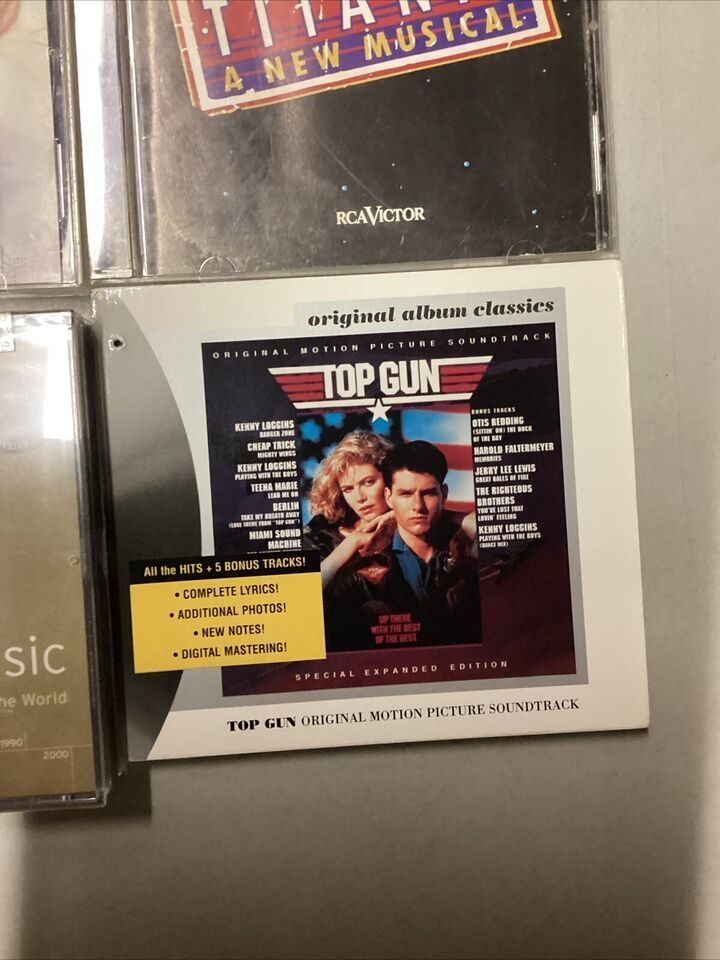 TITANI
A NEW MUSICAL
RCA VICTOR
original album classics
ORIGINAL MOTION PICTURE SOUNDTRACK
TOP GUN
KENNY LOGGINS
DANGER ZONE
CHEAP TRICK
MIGHTY WINGS
KENNY LOGGINS
PLAYING WITH THE BOYS
TEENA MARIE
LEAD ME ON
BERLIN
TAKE MY BREATH AWAY
(LOVE THEME FROM "TOP GUN")
MIAMI SOUND
MACHINE
BONUS TRACKS
OTIS REDDING
(SITTIN' ON) THE DOCK
OF THE BAY
HAROLD FALTERMEYER
MEMORIES
JERRY LEE LEWIS
GREAT BALLS OF FIRE
THE RIGHTEOUS
BROTHERS
YOU'VE LOST THAT
LOVIN' FEELING
KENNY LOGGINS
PLAYING WITH THE BOYS
(DANCE MIX)
All the HITS + 5 BONUS TRACKS!
• COMPLETE LYRICS!
• ADDITIONAL PHOTOS!
• NEW NOTES!
• DIGITAL MASTERING!
UP THERE
WITH THE BEST
OF THE BEST.
SPECIAL EXPANDED EDITION
TOP GUN ORIGINAL MOTION PICTURE SOUNDTRACK
sic
he World
1990
2000